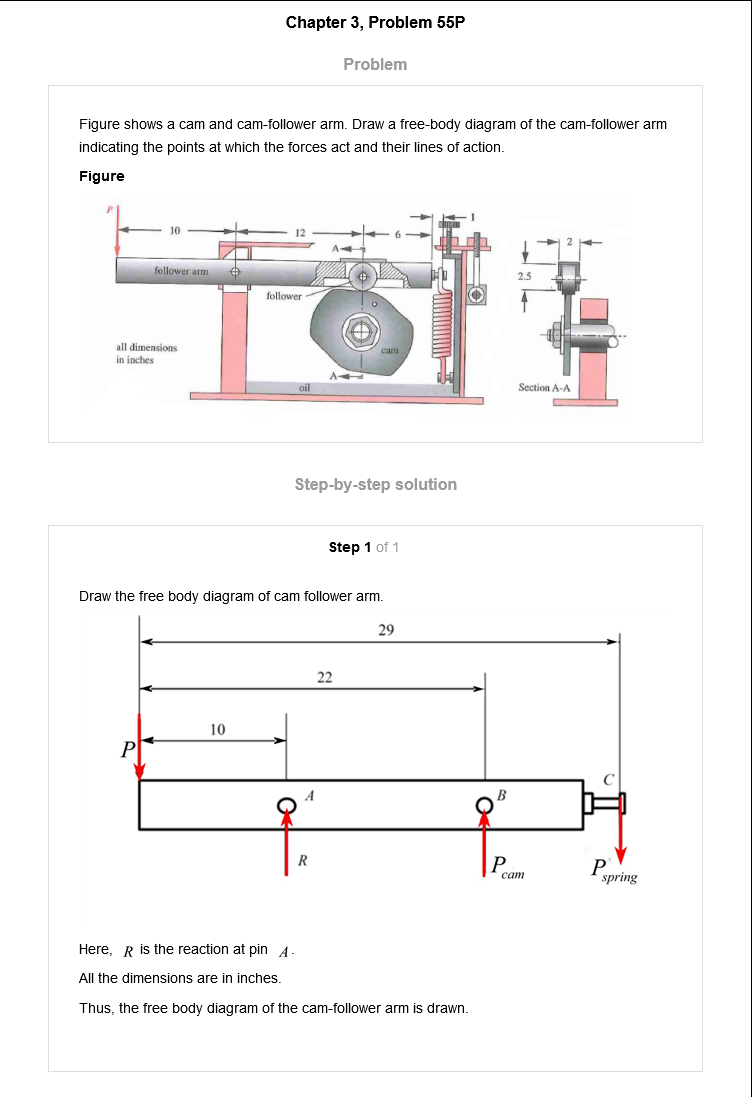 Chapter 3, Problem 55P
Problem
Figure shows a cam and cam-follower arm. Draw a free-body diagram of the cam-follower arm
indicating the points at which the forces act and their lines of action.
Figure
P
10
12
6
1
A
follower arm
follower
cam
all dimensions
in inches
A
oil
2
2.5
Section A-A
Step-by-step solution
Step 1 of 1
Draw the free body diagram of cam follower arm.
29
22
10
P
A
B
C
R
P cam
P spring
Here, R is the reaction at pin A.
All the dimensions are in inches.
Thus, the free body diagram of the cam-follower arm is drawn.